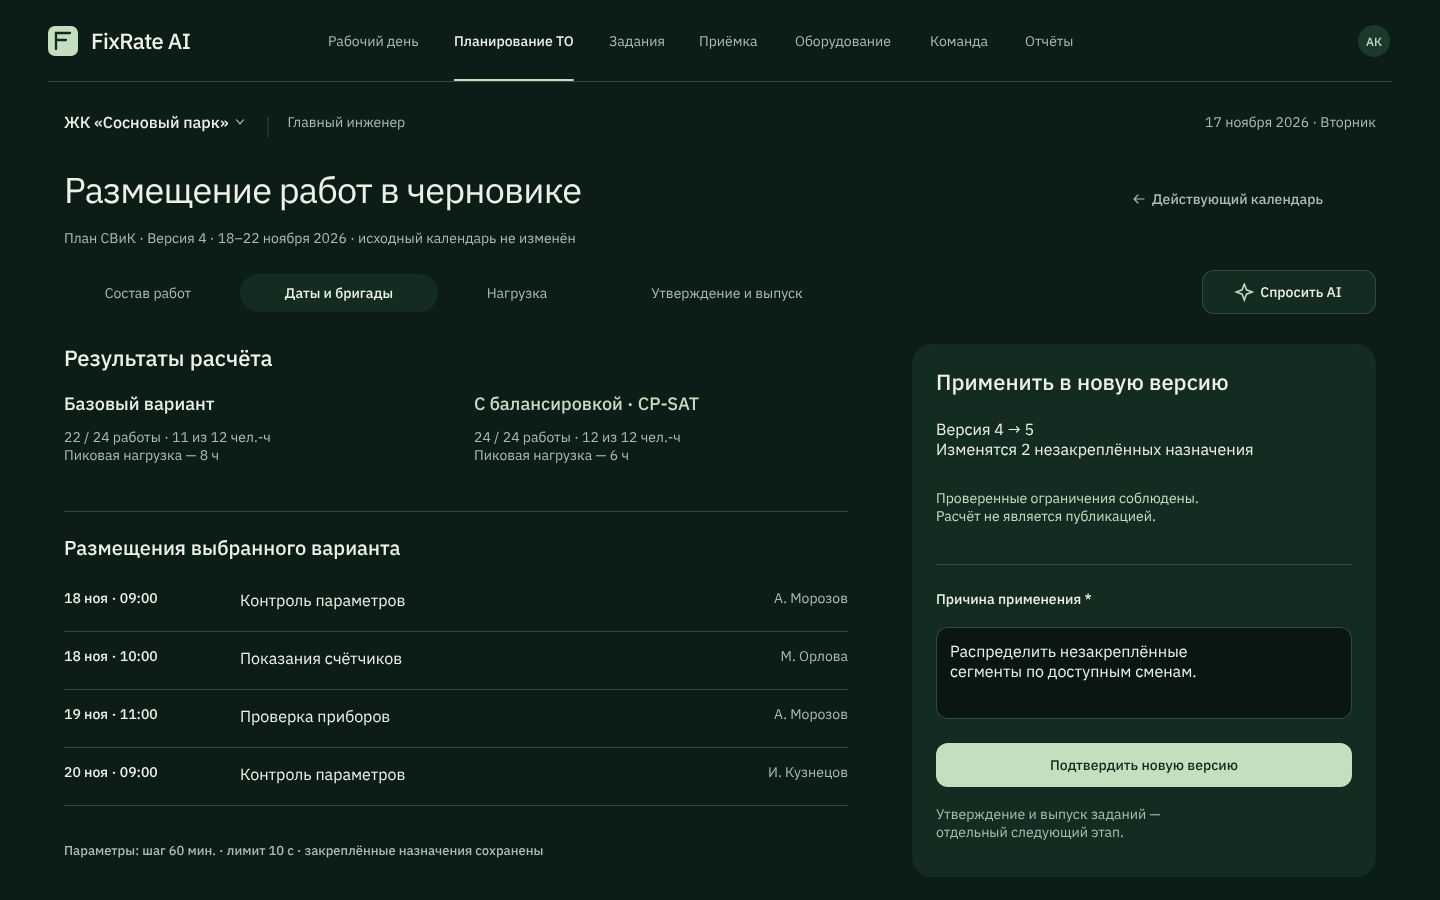 FixRate AI
Рабочий день
Планирование ТО
Задания
Приёмка
Оборудование
Команда
Отчёты
АК
ЖК «Сосновый парк»
Главный инженер
17 ноября 2026 · Вторник
Размещение работ в черновике
← Действующий календарь
План СВиК · Версия 4 · 18–22 ноября 2026 · исходный календарь не изменён
Состав работ
Даты и бригады
Нагрузка
Утверждение и выпуск
Спросить AI
Результаты расчёта
Базовый вариант
22 / 24 работы · 11 из 12 чел.-ч
Пиковая нагрузка — 8 ч
С балансировкой · CP-SAT
24 / 24 работы · 12 из 12 чел.-ч
Пиковая нагрузка — 6 ч
Размещения выбранного варианта
18 ноя · 09:00 Контроль параметров А. Морозов
18 ноя · 10:00 Показания счётчиков М. Орлова
19 ноя · 11:00 Проверка приборов А. Морозов
20 ноя · 09:00 Контроль параметров И. Кузнецов
Параметры: шаг 60 мин. · лимит 10 с · закреплённые назначения сохранены
Применить в новую версию
Версия 4 → 5
Изменятся 2 незакреплённых назначения
Проверенные ограничения соблюдены.
Расчёт не является публикацией.
Причина применения *
Распределить незакреплённые
сегменты по доступным сменам.
Подтвердить новую версию
Утверждение и выпуск заданий —
отдельный следующий этап.